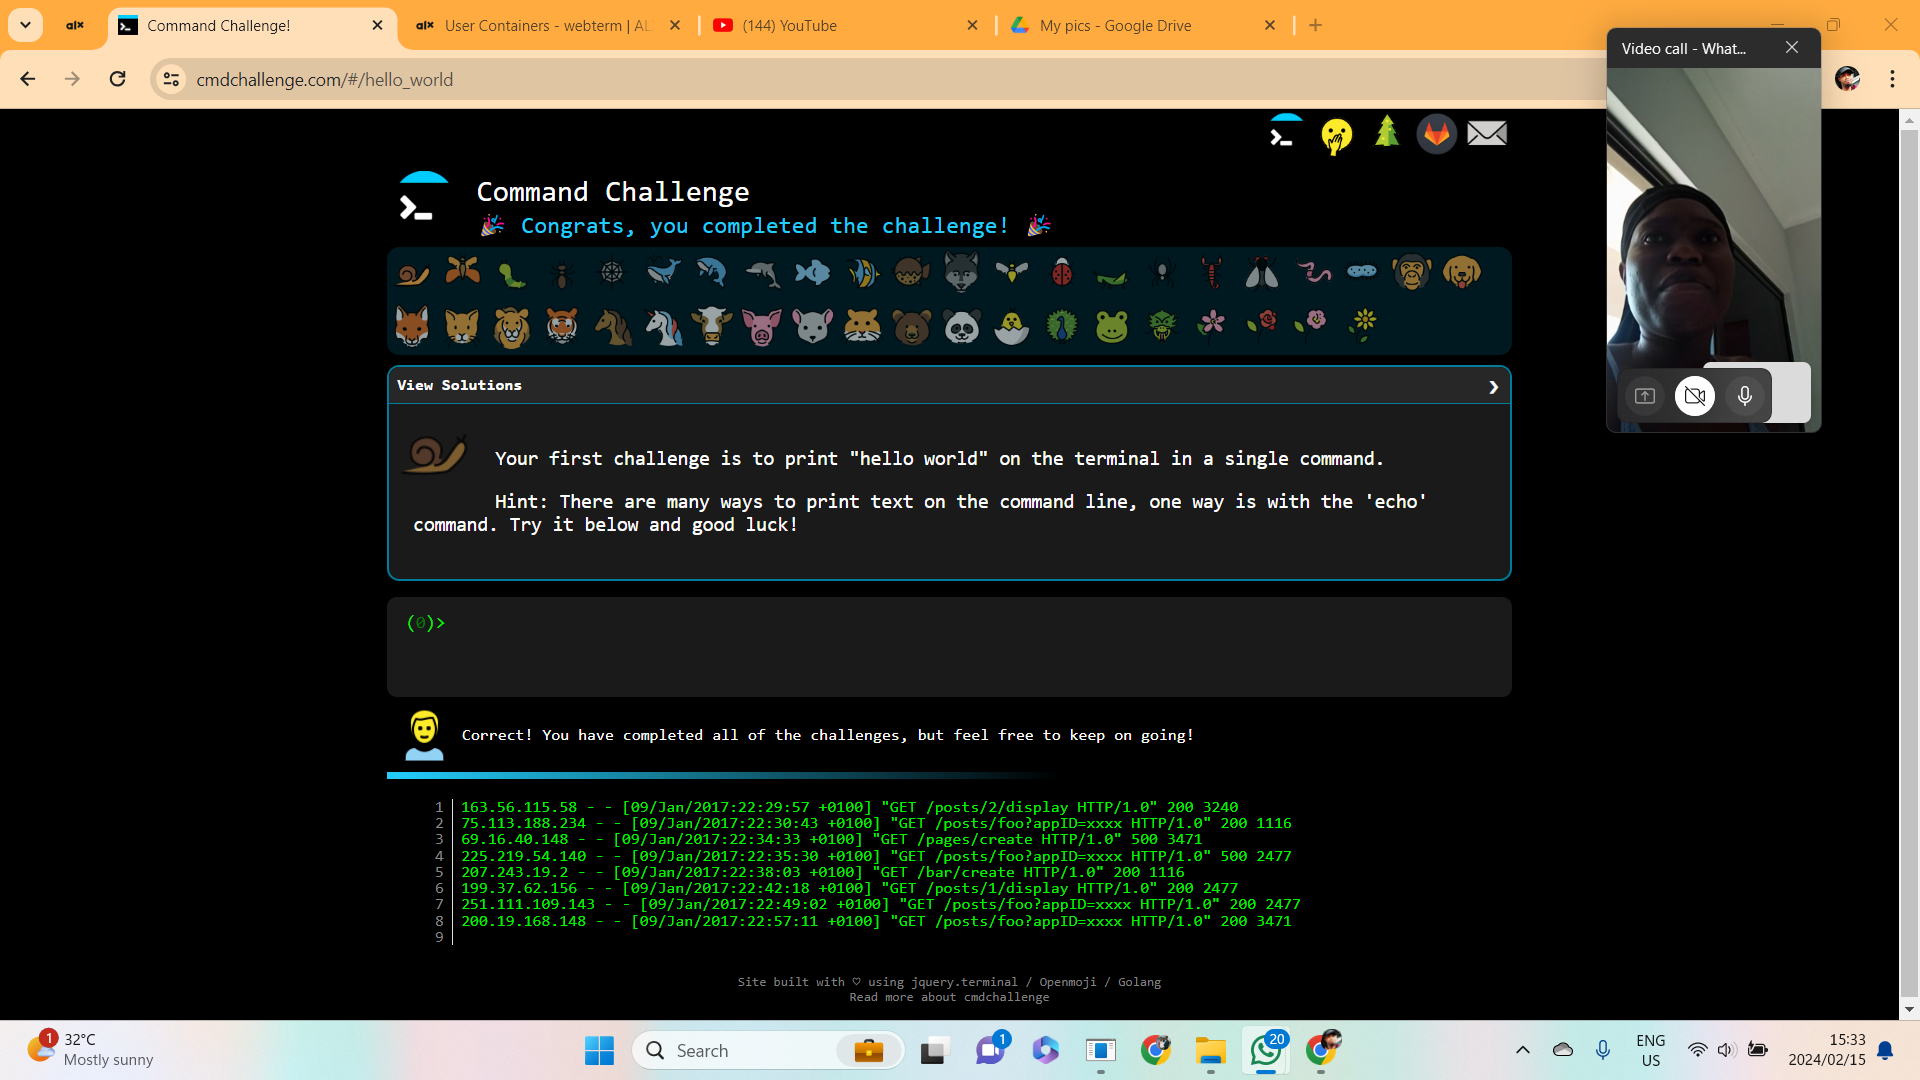 alx
Command Challenge!
alx
User Containers - webterm | AL
(144) YouTube
My pics - Google Drive
cmdchallenge.com/#/hello_world
Video call - What...
Command Challenge
Congrats, you completed the challenge!
View Solutions
Your first challenge is to print "hello world" on the terminal in a single command.
Hint: There are many ways to print text on the command line, one way is with the 'echo'
command. Try it below and good luck!
(0)>
Correct! You have completed all of the challenges, but feel free to keep on going!
1 163.56.115.58 - - [09/Jan/2017:22:29:57 +0100] "GET /posts/2/display HTTP/1.0" 200 3240
2 75.113.188.234 - - [09/Jan/2017:22:30:43 +0100] "GET /posts/foo?appID=xxxx HTTP/1.0" 200 1116
3 69.16.40.148 - - [09/Jan/2017:22:34:33 +0100] "GET /pages/create HTTP/1.0" 500 3471
4 225.219.54.140 - - [09/Jan/2017:22:35:30 +0100] "GET /posts/foo?appID=xxxx HTTP/1.0" 500 2477
5 207.243.19.2 - - [09/Jan/2017:22:38:03 +0100] "GET /bar/create HTTP/1.0" 200 1116
6 199.37.62.156 - - [09/Jan/2017:22:42:18 +0100] "GET /posts/1/display HTTP/1.0" 200 2477
7 251.111.109.143 - - [09/Jan/2017:22:49:02 +0100] "GET /posts/foo?appID=xxxx HTTP/1.0" 200 2477
8 200.19.168.148 - - [09/Jan/2017:22:57:11 +0100] "GET /posts/foo?appID=xxxx HTTP/1.0" 200 3471
9
Site built with ♡ using jquery.terminal / Openmoji / Golang
Read more about cmdchallenge
1
32°C
Mostly sunny
Search
1
20
ENG
US
15:33
2024/02/15